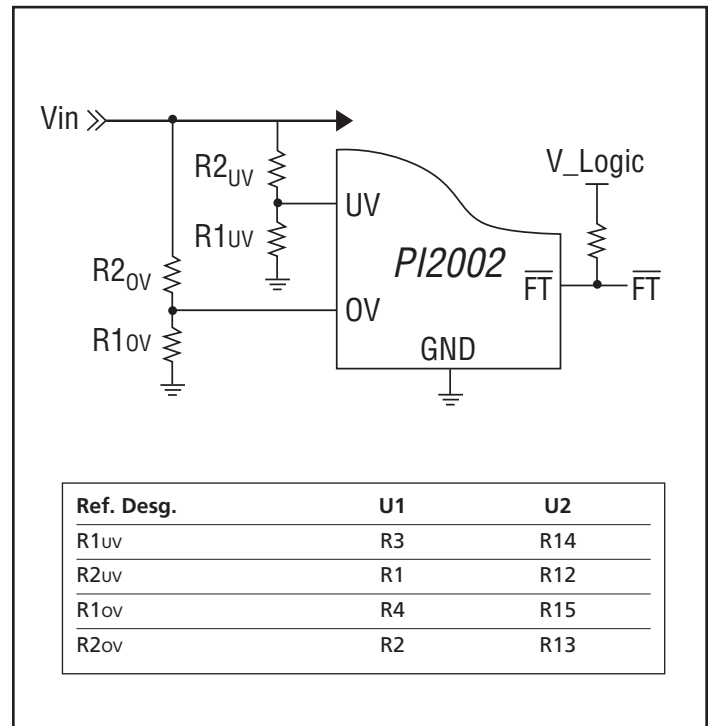 Vin
V_Logic
R2UV
UV
R1UV
PI2002
R2OV
FT
FT
OV
R1OV
GND
Ref. Desg. U1 U2
R1UV R3 R14
R2UV R1 R12
R1OV R4 R15
R2OV R2 R13